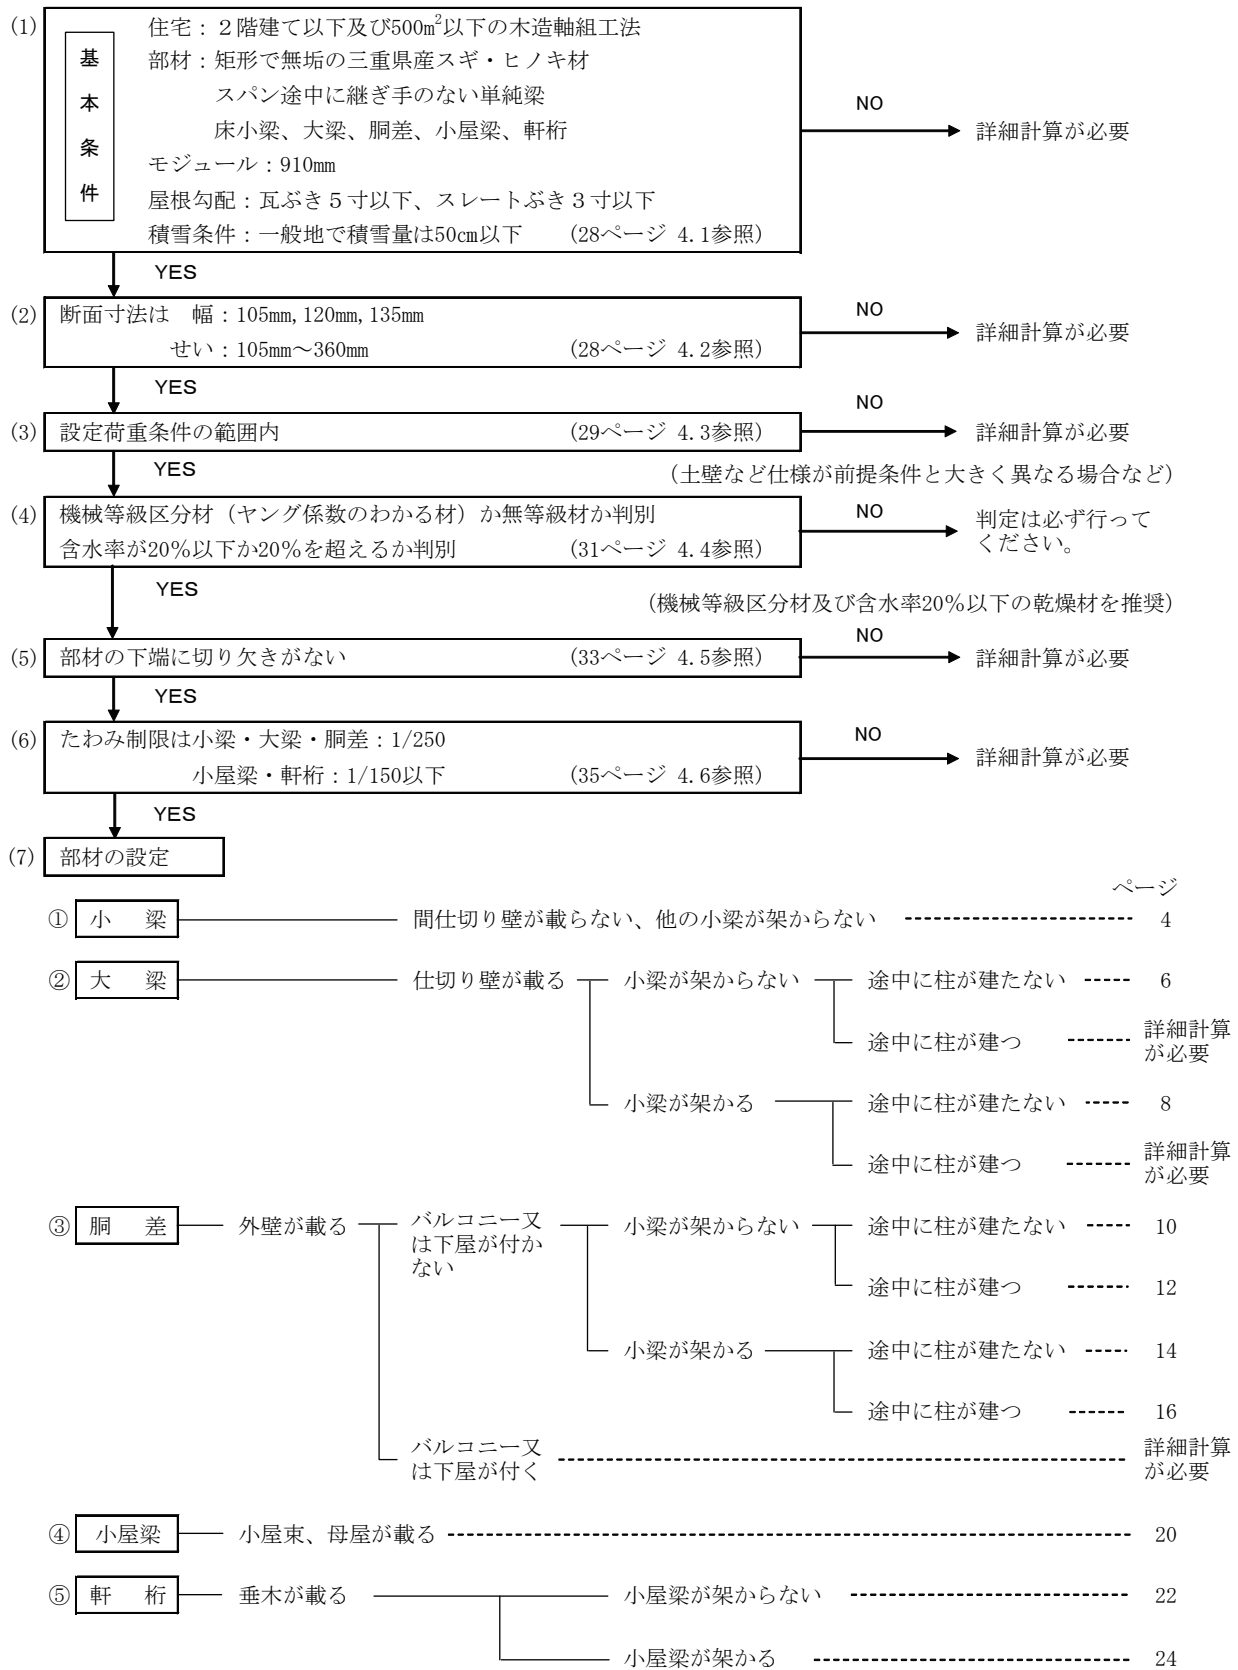 (1)
基本条件
住宅：２階建て以下及び500m²以下の木造軸組工法
部材：矩形で無垢の三重県産スギ・ヒノキ材
スパン途中に継ぎ手のない単純梁
床小梁、大梁、胴差、小屋梁、軒桁
モジュール：910mm
屋根勾配：瓦ぶき５寸以下、スレートぶき３寸以下
積雪条件：一般地で積雪量は50cm以下 (28ページ 4.1参照)
NO
詳細計算が必要
YES
(2) 断面寸法は 幅：105mm,120mm,135mm
せい：105mm～360mm (28ページ 4.2参照)
NO
詳細計算が必要
YES
(3) 設定荷重条件の範囲内 (29ページ 4.3参照)
NO
詳細計算が必要
YES
(土壁など仕様が前提条件と大きく異なる場合など)
(4) 機械等級区分材（ヤング係数のわかる材）か無等級材か判別
含水率が20％以下か20％を超えるか判別 (31ページ 4.4参照)
NO
判定は必ず行って
ください。
YES
(機械等級区分材及び含水率20％以下の乾燥材を推奨)
(5) 部材の下端に切り欠きがない (33ページ 4.5参照)
NO
詳細計算が必要
YES
(6) たわみ制限は小梁・大梁・胴差：1/250
小屋梁・軒桁：1/150以下 (35ページ 4.6参照)
NO
詳細計算が必要
YES
(7) 部材の設定
ページ
① 小 梁 間仕切り壁が載らない、他の小梁が架からない 4
② 大 梁 仕切り壁が載る 小梁が架からない 途中に柱が建たない 6
途中に柱が建つ 詳細計算
が必要
小梁が架かる 途中に柱が建たない 8
途中に柱が建つ 詳細計算
が必要
③ 胴 差 外壁が載る バルコニー又
は下屋が付か
ない
小梁が架からない 途中に柱が建たない 10
途中に柱が建つ 12
小梁が架かる 途中に柱が建たない 14
途中に柱が建つ 16
バルコニー又
は下屋が付く
詳細計算
が必要
④ 小屋梁 小屋束、母屋が載る 20
⑤ 軒 桁 垂木が載る 小屋梁が架からない 22
小屋梁が架かる 24